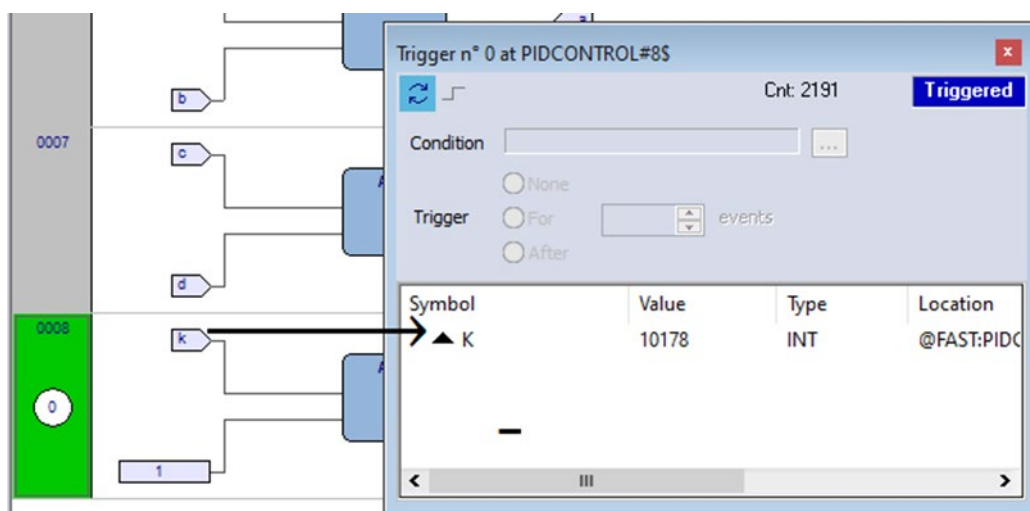 a
b
0007
c
A
d
0008
k
A
0
1
Trigger n° 0 at PIDCONTROL#8$
x
Cnt: 2191
Triggered
Condition
...
None
Trigger
For
events
After
Symbol Value Type Location
K 10178 INT @FAST:PIDC